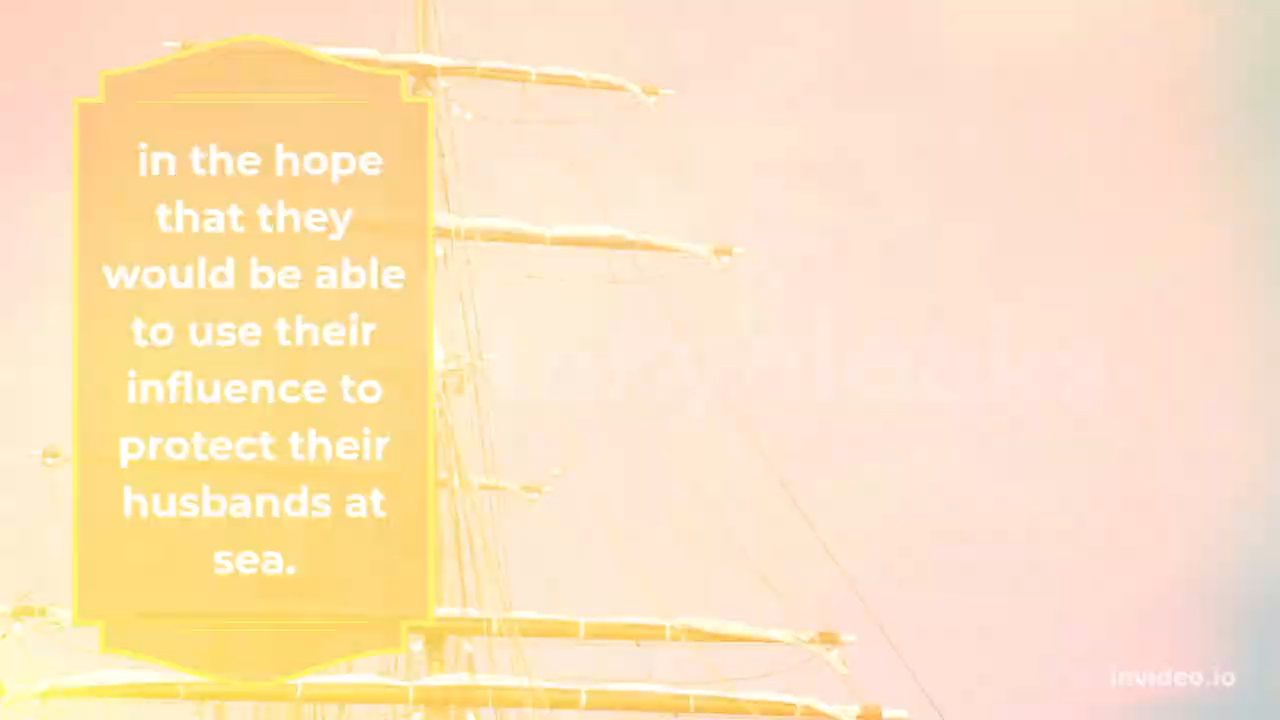 in the hope
that they
would be able
to use their
influence to
protect their
husbands at
sea.
invideo.io